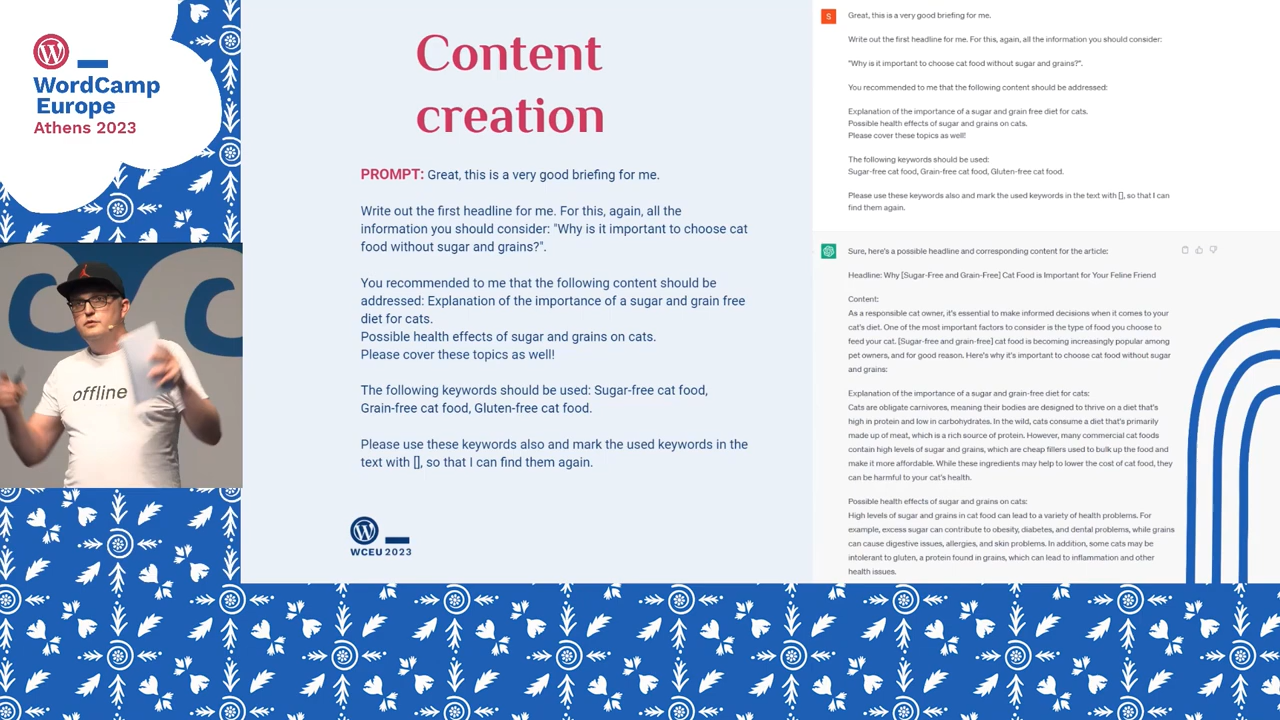 WordCamp
Europe
Athens 2023
offline
Content
creation
PROMPT: Great, this is a very good briefing for me.
Write out the first headline for me. For this, again, all the
information you should consider: "Why is it important to choose cat
food without sugar and grains?".
You recommended to me that the following content should be
addressed: Explanation of the importance of a sugar and grain free
diet for cats.
Possible health effects of sugar and grains on cats.
Please cover these topics as well!
The following keywords should be used: Sugar-free cat food,
Grain-free cat food, Gluten-free cat food.
Please use these keywords also and mark the used keywords in the
text with [], so that I can find them again.
WCEU 2023
S
Great, this is a very good briefing for me.
Write out the first headline for me. For this, again, all the information you should consider:
"Why is it important to choose cat food without sugar and grains?".
You recommended to me that the following content should be addressed:
Explanation of the importance of a sugar and grain free diet for cats.
Possible health effects of sugar and grains on cats.
Please cover these topics as well!
The following keywords should be used:
Sugar-free cat food, Grain-free cat food, Gluten-free cat food.
Please use these keywords also and mark the used keywords in the text with [], so that I can
find them again.
Sure, here's a possible headline and corresponding content for the article:
Headline: Why [Sugar-Free and Grain-Free] Cat Food is Important for Your Feline Friend
Content:
As a responsible cat owner, it's essential to make informed decisions when it comes to your
cat's diet. One of the most important factors to consider is the type of food you choose to
feed your cat. [Sugar-free and grain-free] cat food is becoming increasingly popular among
pet owners, and for good reason. Here's why it's important to choose cat food without sugar
and grains:
Explanation of the importance of a sugar and grain-free diet for cats:
Cats are obligate carnivores, meaning their bodies are designed to thrive on a diet that's
high in protein and low in carbohydrates. In the wild, cats consume a diet that's primarily
made up of meat, which is a rich source of protein. However, many commercial cat foods
contain high levels of sugar and grains, which are cheap fillers used to bulk up the food and
make it more affordable. While these ingredients may help to lower the cost of cat food, they
can be harmful to your cat's health.
Possible health effects of sugar and grains on cats:
High levels of sugar and grains in cat food can lead to a variety of health problems. For
example, excess sugar can contribute to obesity, diabetes, and dental problems, while grains
can cause digestive issues, allergies, and skin problems. In addition, some cats may be
intolerant to gluten, a protein found in grains, which can lead to inflammation and other
health issues.